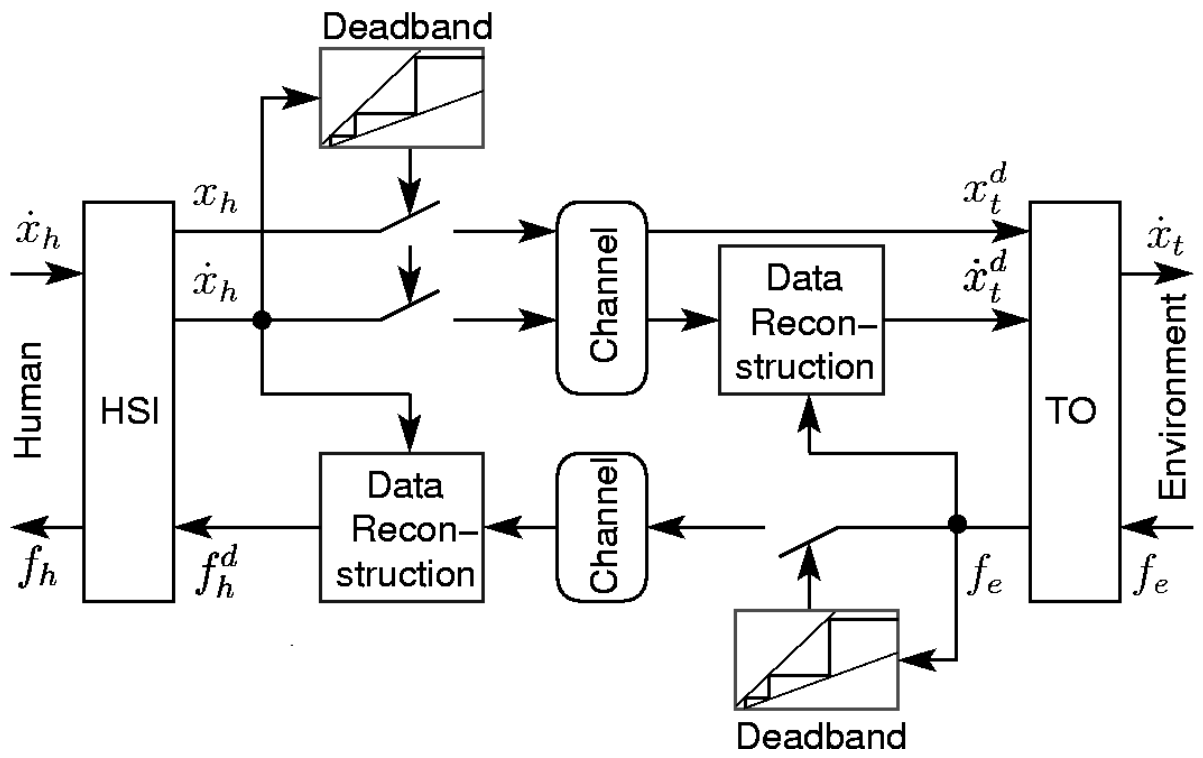 Deadband
x_h
ẋ_h
ẋ_h
Human
HSI
Channel
Data
Recon–
struction
x_t^d
ẋ_t^d
ẋ_t
Environment
TO
Data
Recon–
struction
Channel
f_h
f_h^d
f_e
f_e
Deadband